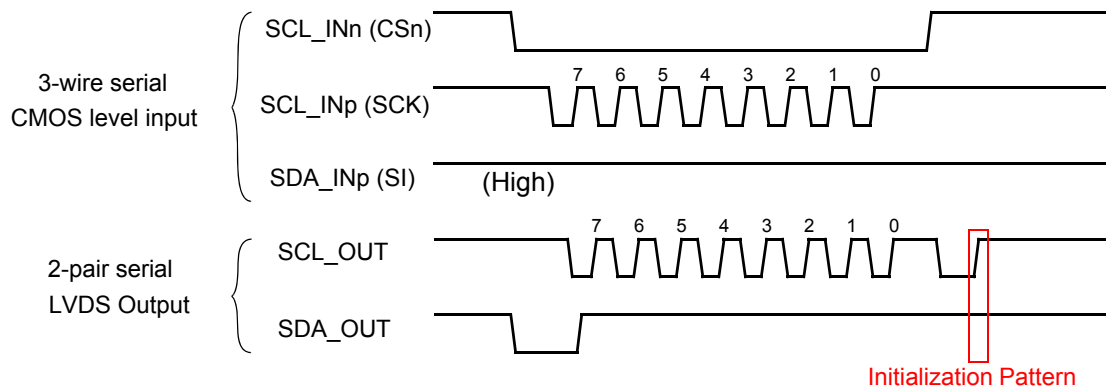 SCL_INn (CSn)
3-wire serial
CMOS level input
7 6 5 4 3 2 1 0
SCL_INp (SCK)
SDA_INp (SI)
(High)
7 6 5 4 3 2 1 0
SCL_OUT
2-pair serial
LVDS Output
SDA_OUT
Initialization Pattern